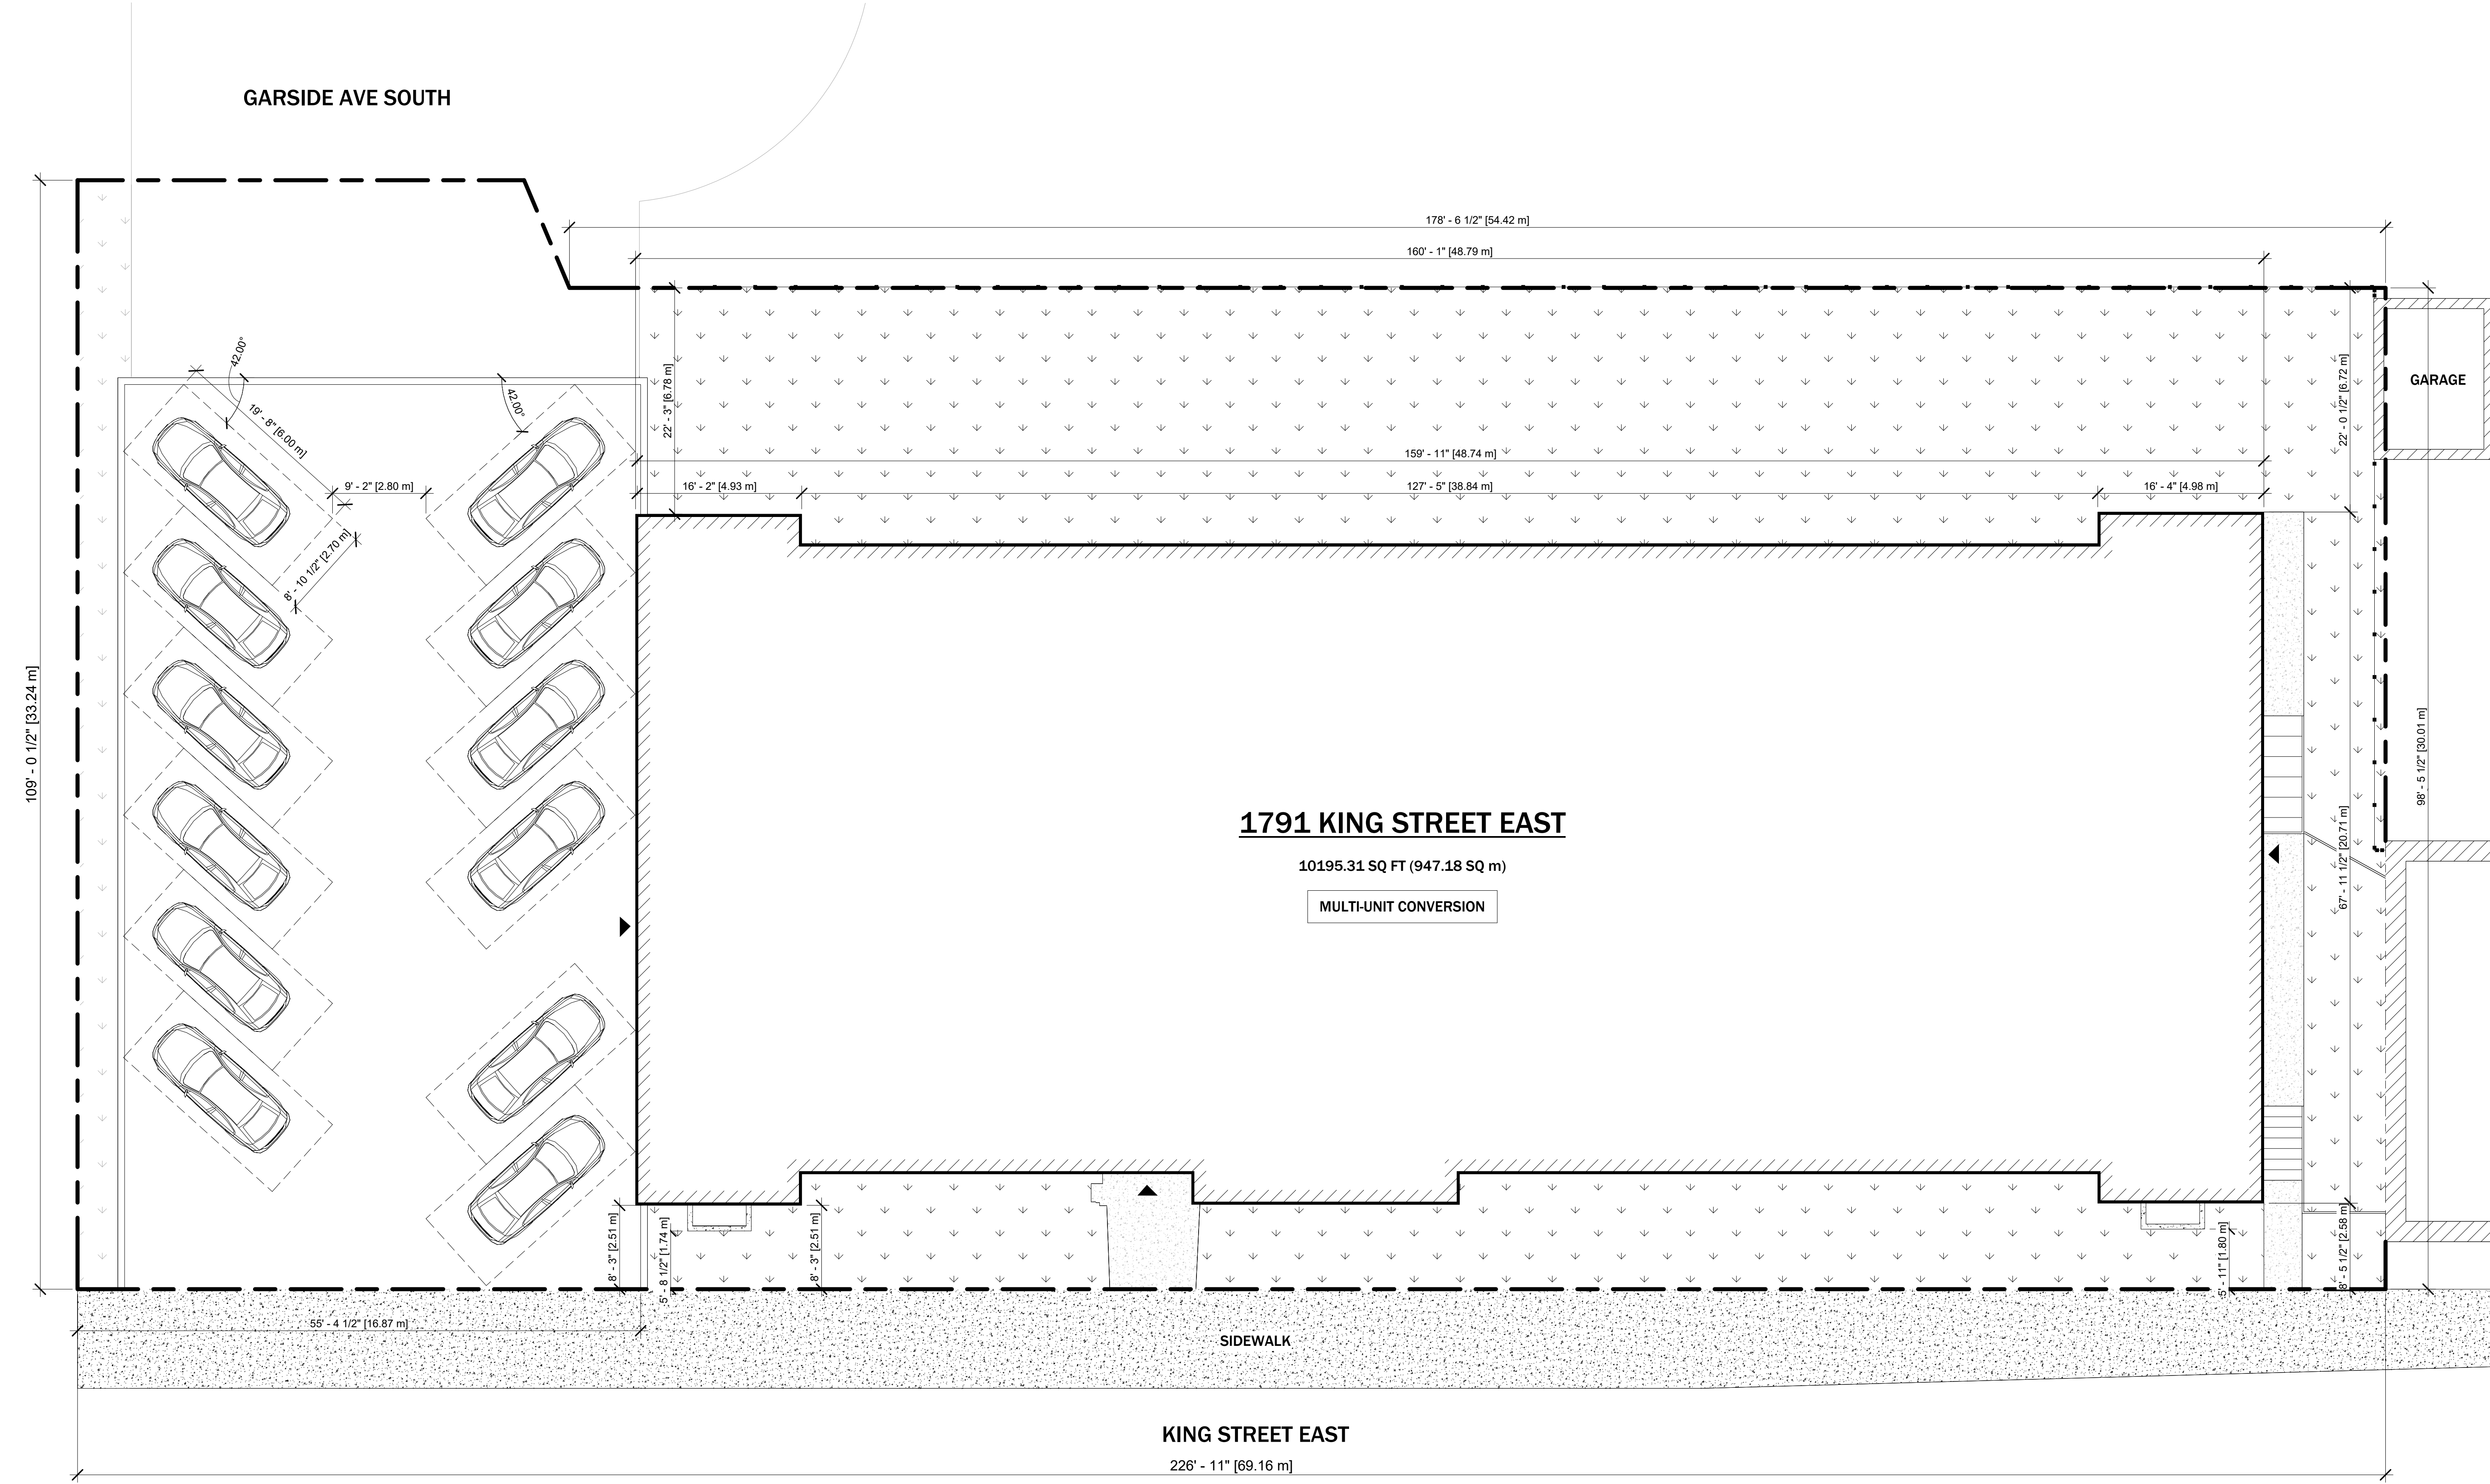 GARSIDE AVE SOUTH
178' - 6 1/2" [54.42 m]
160' - 1" [48.79 m]
42.00°
42.00°
19' - 8" [6.00 m]
9' - 2" [2.80 m]
8' - 10 1/2" [2.70 m]
22' - 3" [6.78 m]
22' - 0 1/2" [6.72 m]
GARAGE
159' - 11" [48.74 m]
16' - 2" [4.93 m]
127' - 5" [38.84 m]
16' - 4" [4.98 m]
109' - 0 1/2" [33.24 m]
98' - 5 1/2" [30.01 m]
67' - 11 1/2" [20.71 m]
1791 KING STREET EAST
10195.31 SQ FT (947.18 SQ m)
MULTI-UNIT CONVERSION
8' - 3" [2.51 m]
5' - 8 1/2" [1.74 m]
8' - 3" [2.51 m]
5' - 11" [1.80 m]
8' - 5 1/2" [2.58 m]
55' - 4 1/2" [16.87 m]
SIDEWALK
KING STREET EAST
226' - 11" [69.16 m]